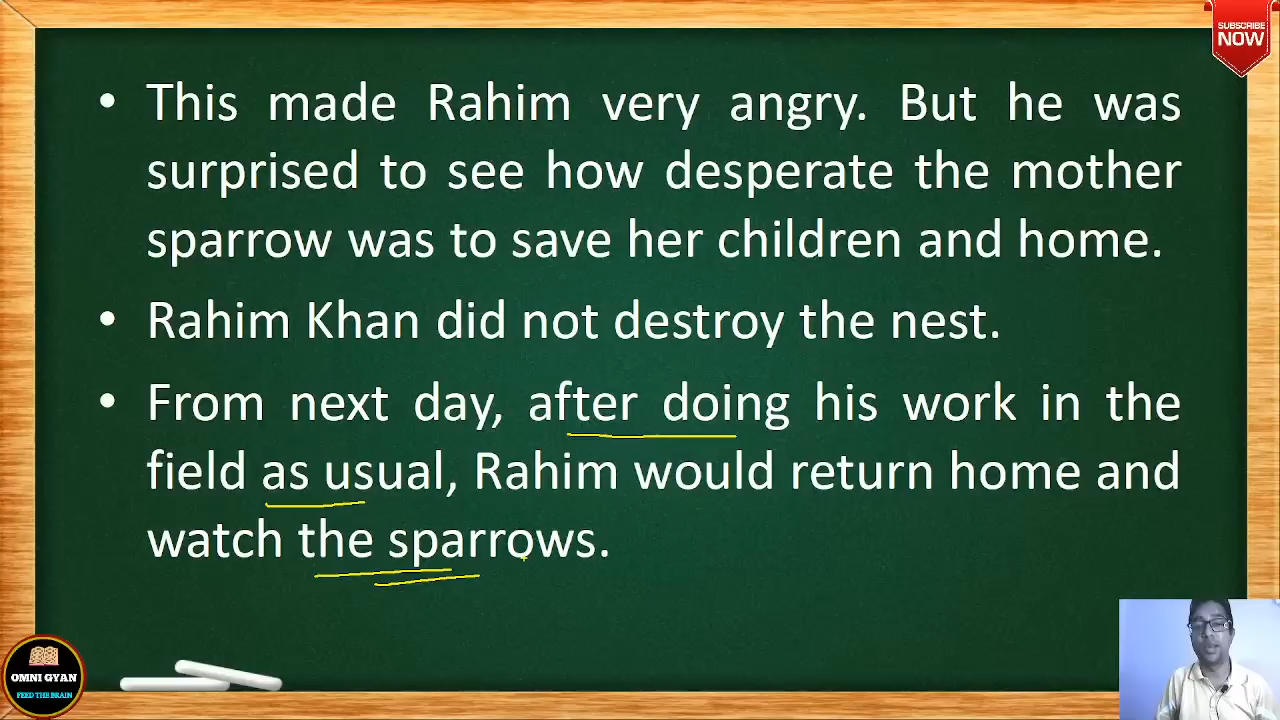 SUBSCRIBE
NOW
• This made Rahim very angry. But he was
surprised to see how desperate the mother
sparrow was to save her children and home.
• Rahim Khan did not destroy the nest.
• From next day, after doing his work in the
field as usual, Rahim would return home and
watch the sparrows.
OMNI GYAN
FEED THE BRAIN